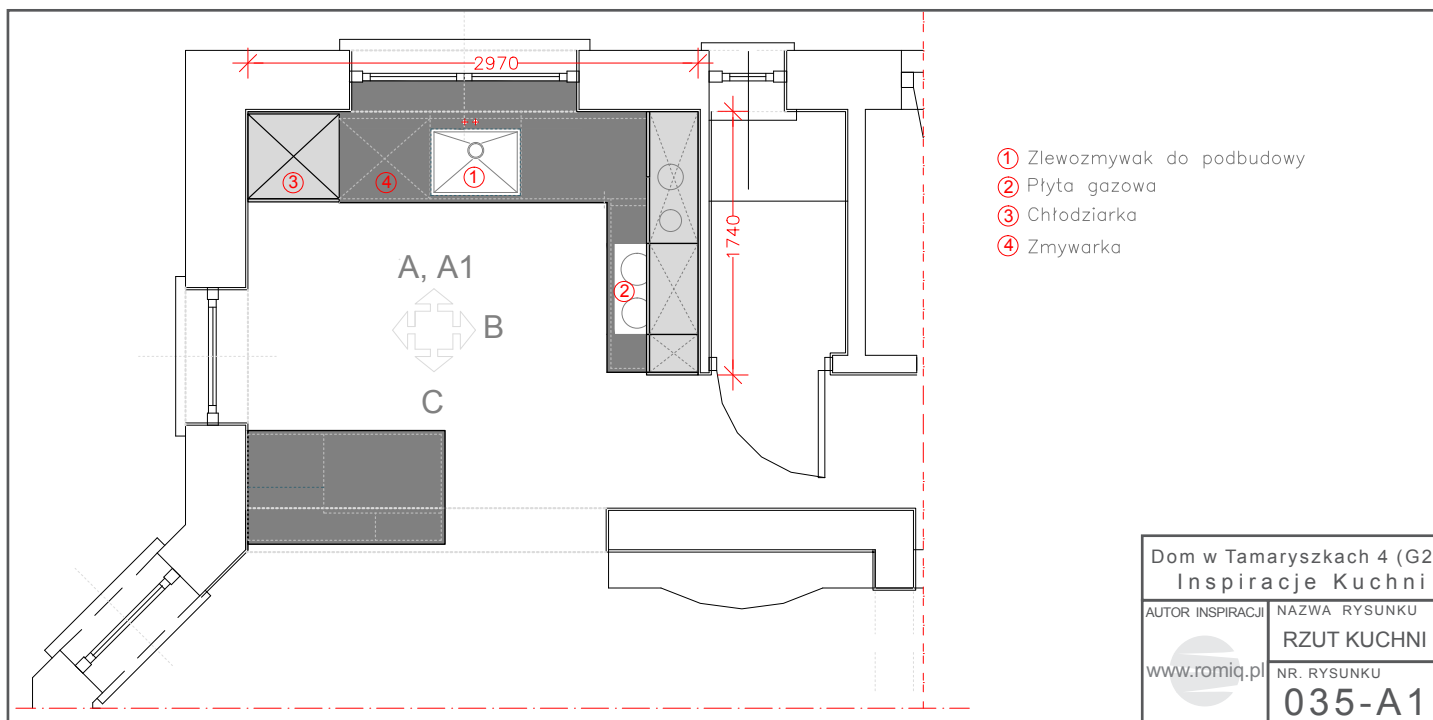 2970
1740
1
2
3
4
A, A1
B
C
1 Zlewozmywak do podbudowy
2 Płyta gazowa
3 Chłodziarka
4 Zmywarka
Dom w Tamaryszkach 4 (G2
Inspiracje Kuchni
AUTOR INSPIRACJI
www.romiq.pl
NAZWA RYSUNKU
RZUT KUCHNI
NR. RYSUNKU
035-A1